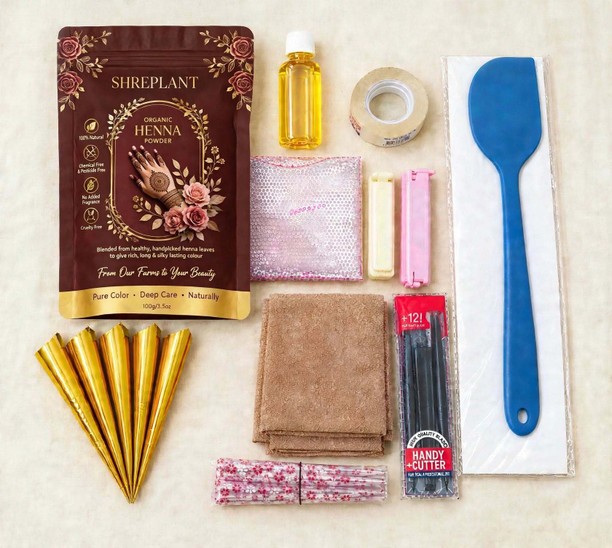 SHREPLANT
ORGANIC
HENNA
POWDER
100% Natural
Chemical Free
& Pesticide Free
No Added
Fragrance
Cruelty Free
Blended from healthy, handpicked henna leaves
to give rich, long & silky lasting colour
From Our Farms to Your Beauty
Pure Color • Deep Care • Naturally
100g/3.5oz
+12!
HANDY
+CUTTER